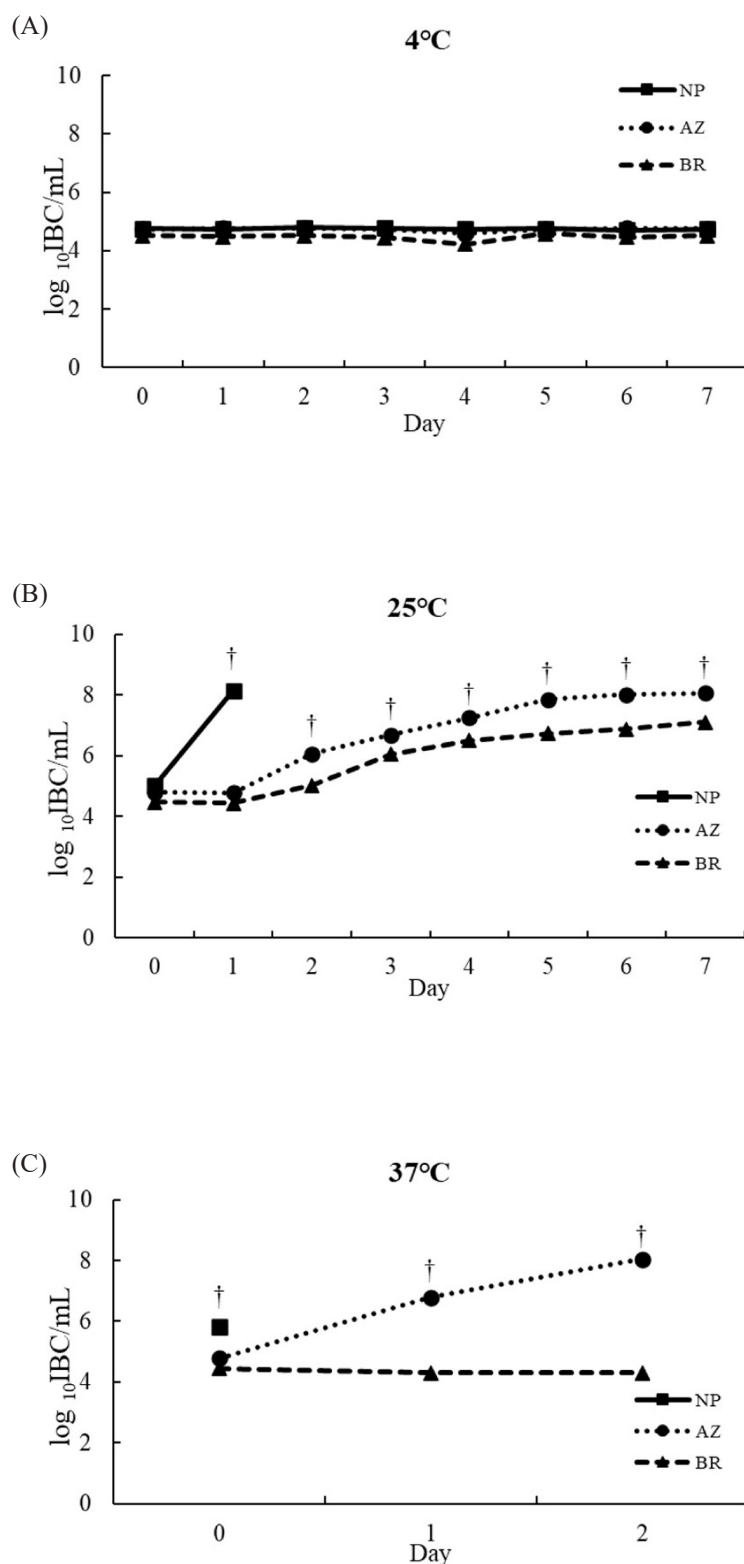 (A)
4°C
10
8
6
4
2
0
log 10IBC/mL
NP
AZ
BR
0 1 2 3 4 5 6 7
Day
(B)
25°C
10
8
6
4
2
0
log 10IBC/mL
† † † † † † †
NP
AZ
BR
0 1 2 3 4 5 6 7
Day
(C)
37°C
10
8
6
4
2
0
log 10IBC/mL
† † †
NP
AZ
BR
0 1 2
Day